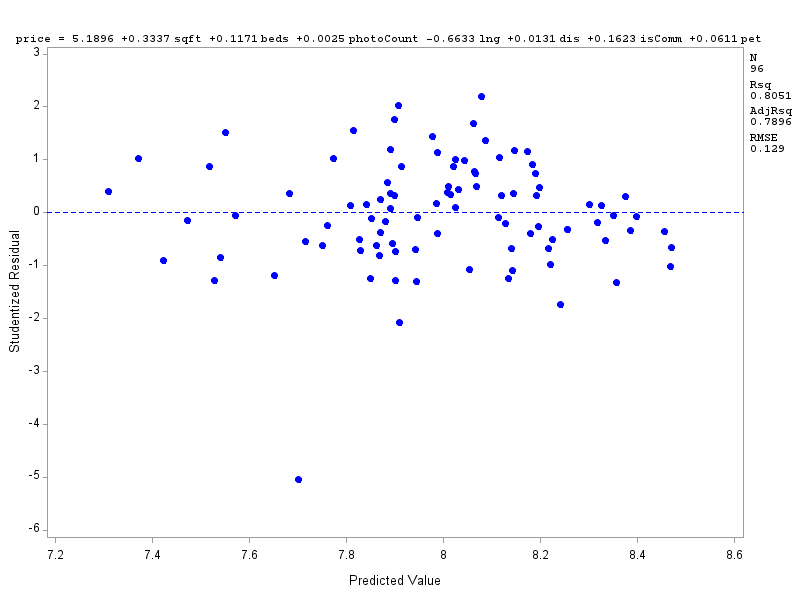 price = 5.1896 +0.3337 sqft +0.1171 beds +0.0025 photoCount -0.6633 lng +0.0131 dis +0.1623 isComm +0.0611 pet
N
96
Rsq
0.8051
AdjRsq
0.7896
RMSE
0.129
3
2
1
0
-1
-2
-3
-4
-5
-6
Studentized Residual
7.2 7.4 7.6 7.8 8 8.2 8.4 8.6
Predicted Value